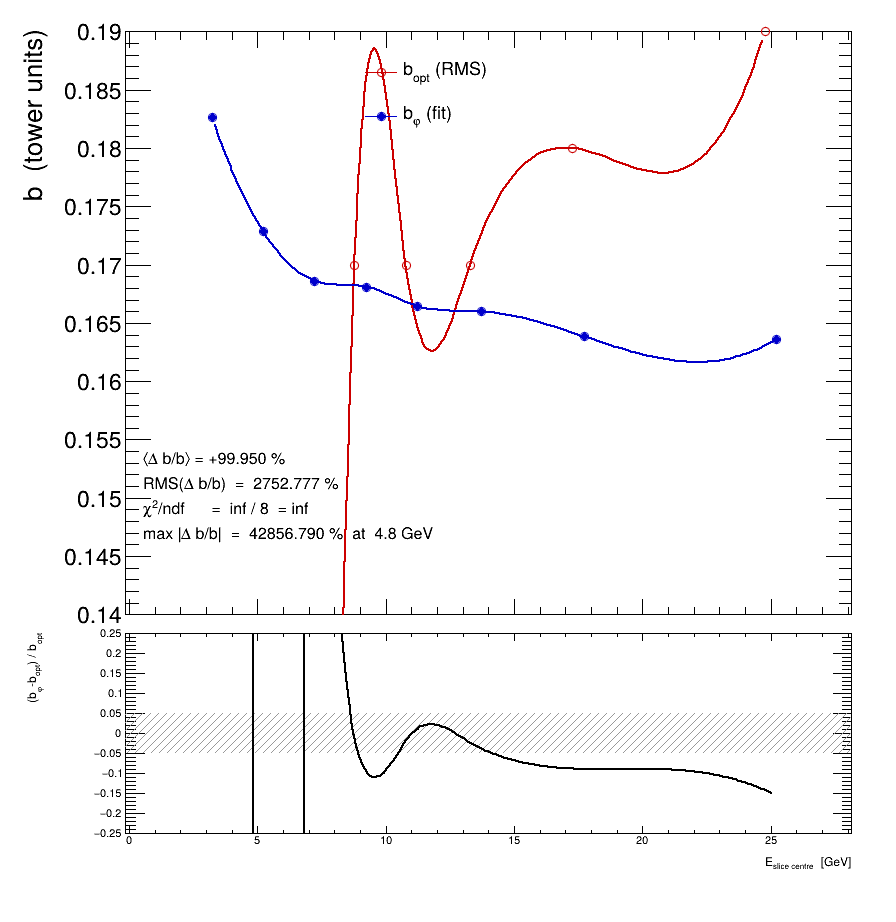 b (tower units)
0.19
0.185
0.18
0.175
0.17
0.165
0.16
0.155
0.15
0.145
0.14
b_opt (RMS)
b_φ (fit)
⟨Δ b/b⟩ = +99.950 %
RMS(Δ b/b) = 2752.777 %
χ²/ndf = inf / 8 = inf
max |Δ b/b| = 42856.790 % at 4.8 GeV
(b_φ-b_opt) / b_opt
0.25
0.2
0.15
0.1
0.05
0
−0.05
−0.1
−0.15
−0.2
−0.25
0 5 10 15 20 25
E_slice centre [GeV]